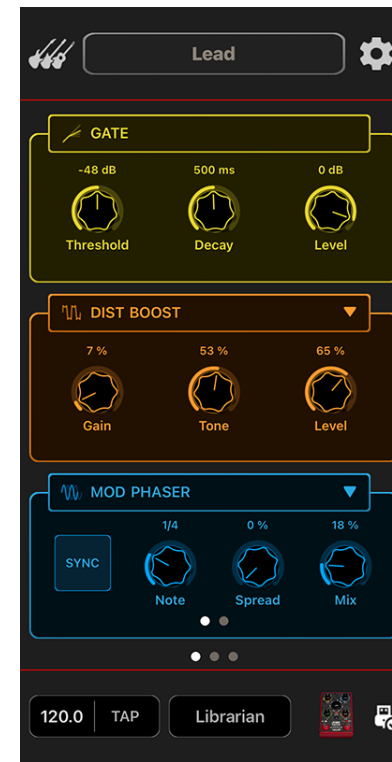 Lead
GATE
-48 dB 500 ms 0 dB
Threshold Decay Level
DIST BOOST
7 % 53 % 65 %
Gain Tone Level
MOD PHASER
1/4 0 % 18 %
SYNC
Note Spread Mix
120.0 TAP Librarian